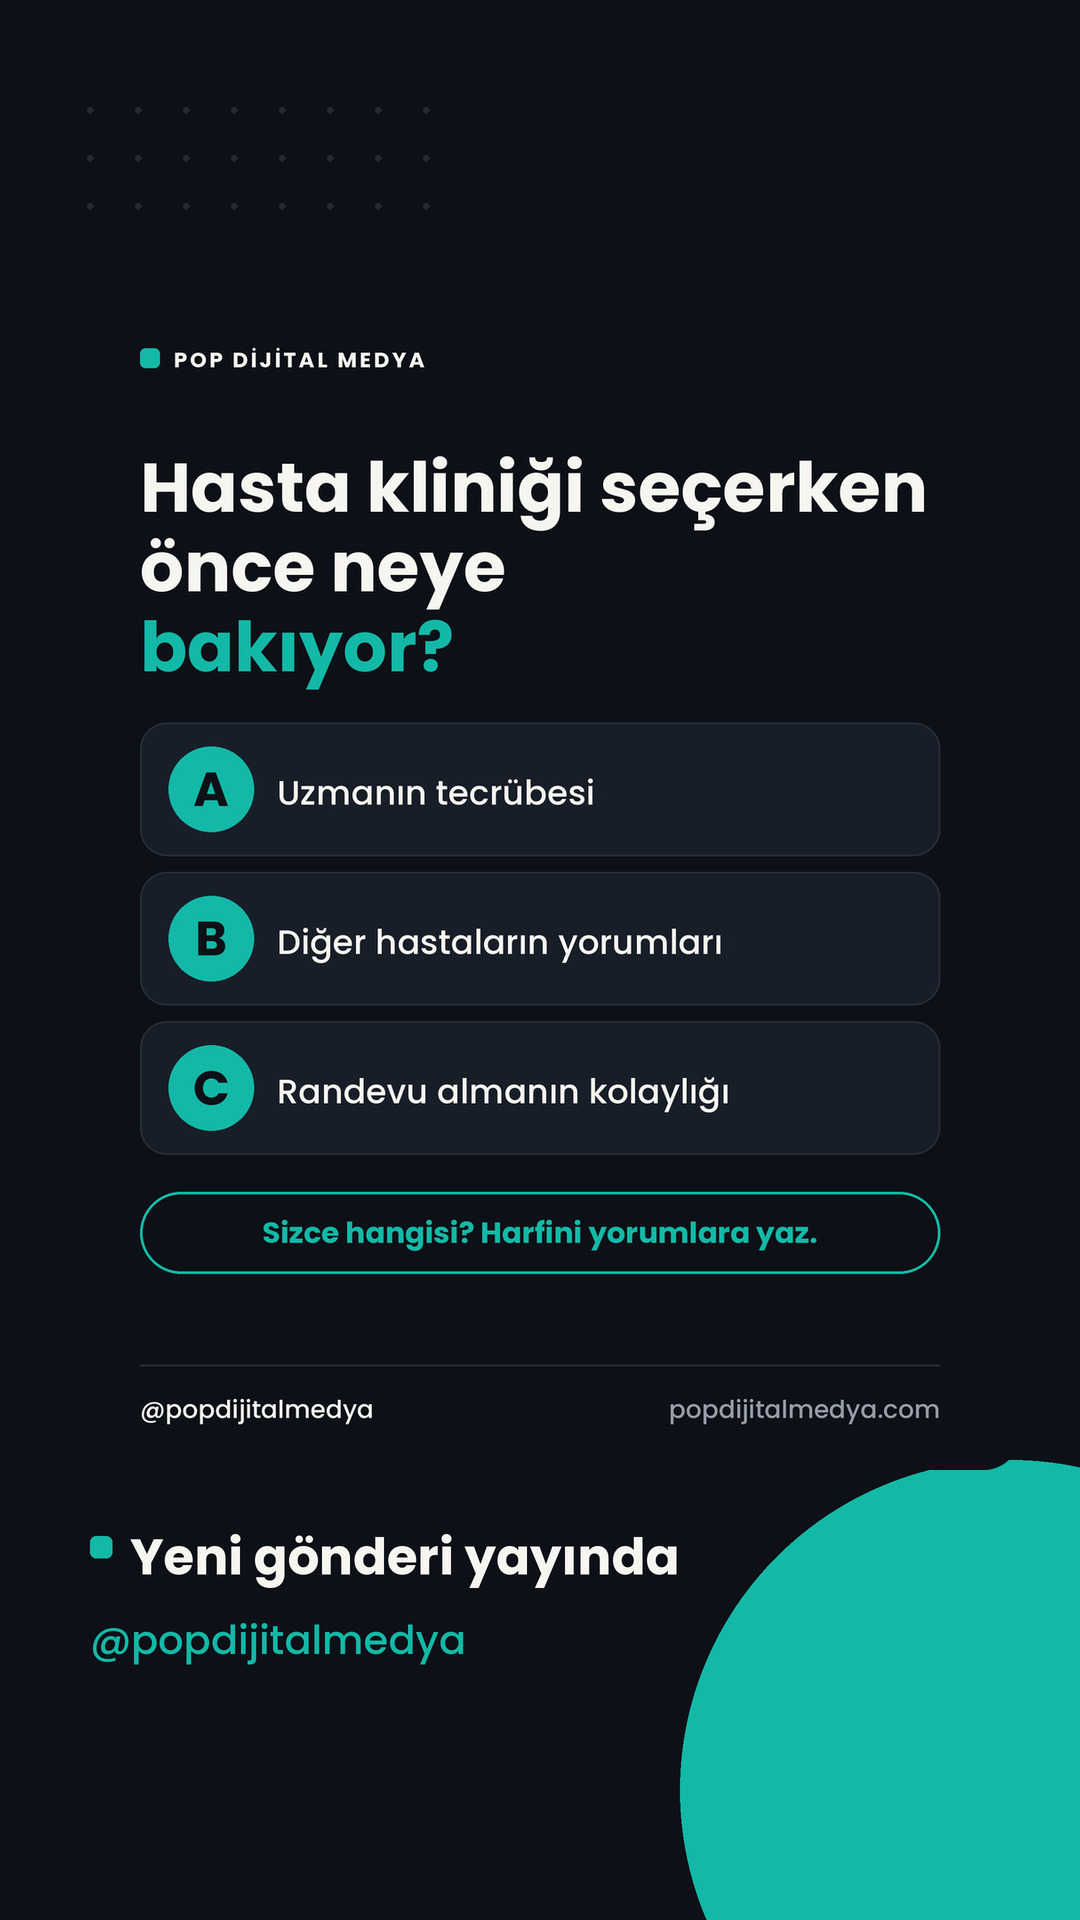 POP DİJİTAL MEDYA
Hasta kliniği seçerken
önce neye
bakıyor?
A Uzmanın tecrübesi
B Diğer hastaların yorumları
C Randevu almanın kolaylığı
Sizce hangisi? Harfini yorumlara yaz.
@popdijitalmedya popdijitalmedya.com
Yeni gönderi yayında
@popdijitalmedya